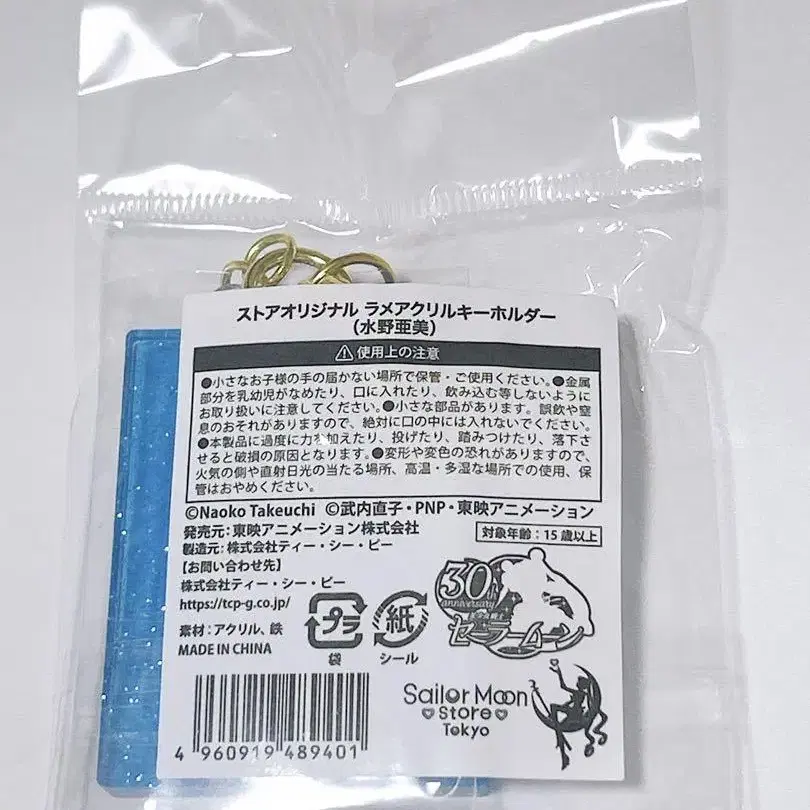 ストアオリジナル ラメアクリルキーホルダー
(水野亜美)
⚠使用上の注意
●小さなお子様の手の届かない場所で保管・ご使用ください。●金属
部分を乳幼児がなめたり、口に入れたり、飲み込む等しないように
お取り扱いに注意してください。●小さな部品があります。誤飲や窒
息のおそれがありますので、絶対に口の中には入れないでください。
●本製品に過度に力を加えたり、投げたり、踏みつけたり、落下さ
せると破損の原因となります。●変形や変色の恐れがありますので、
火気の側や直射日光の当たる場所、高温・多湿な場所での使用、保
管はおやめください。
©Naoko Takeuchi ©武内直子・PNP・東映アニメーション
発売元:東映アニメーション株式会社
対象年齢:15歳以上
製造元:株式会社ティー・シー・ピー
【お問い合わせ先】
株式会社ティー・シー・ピー
https://tcp-g.co.jp/
素材:アクリル、鉄
MADE IN CHINA
プラ
袋
紙
シール
30th
anniversary
美少女戦士
セーラームーン
Sailor Moon
Store
Tokyo
4 960919 489401